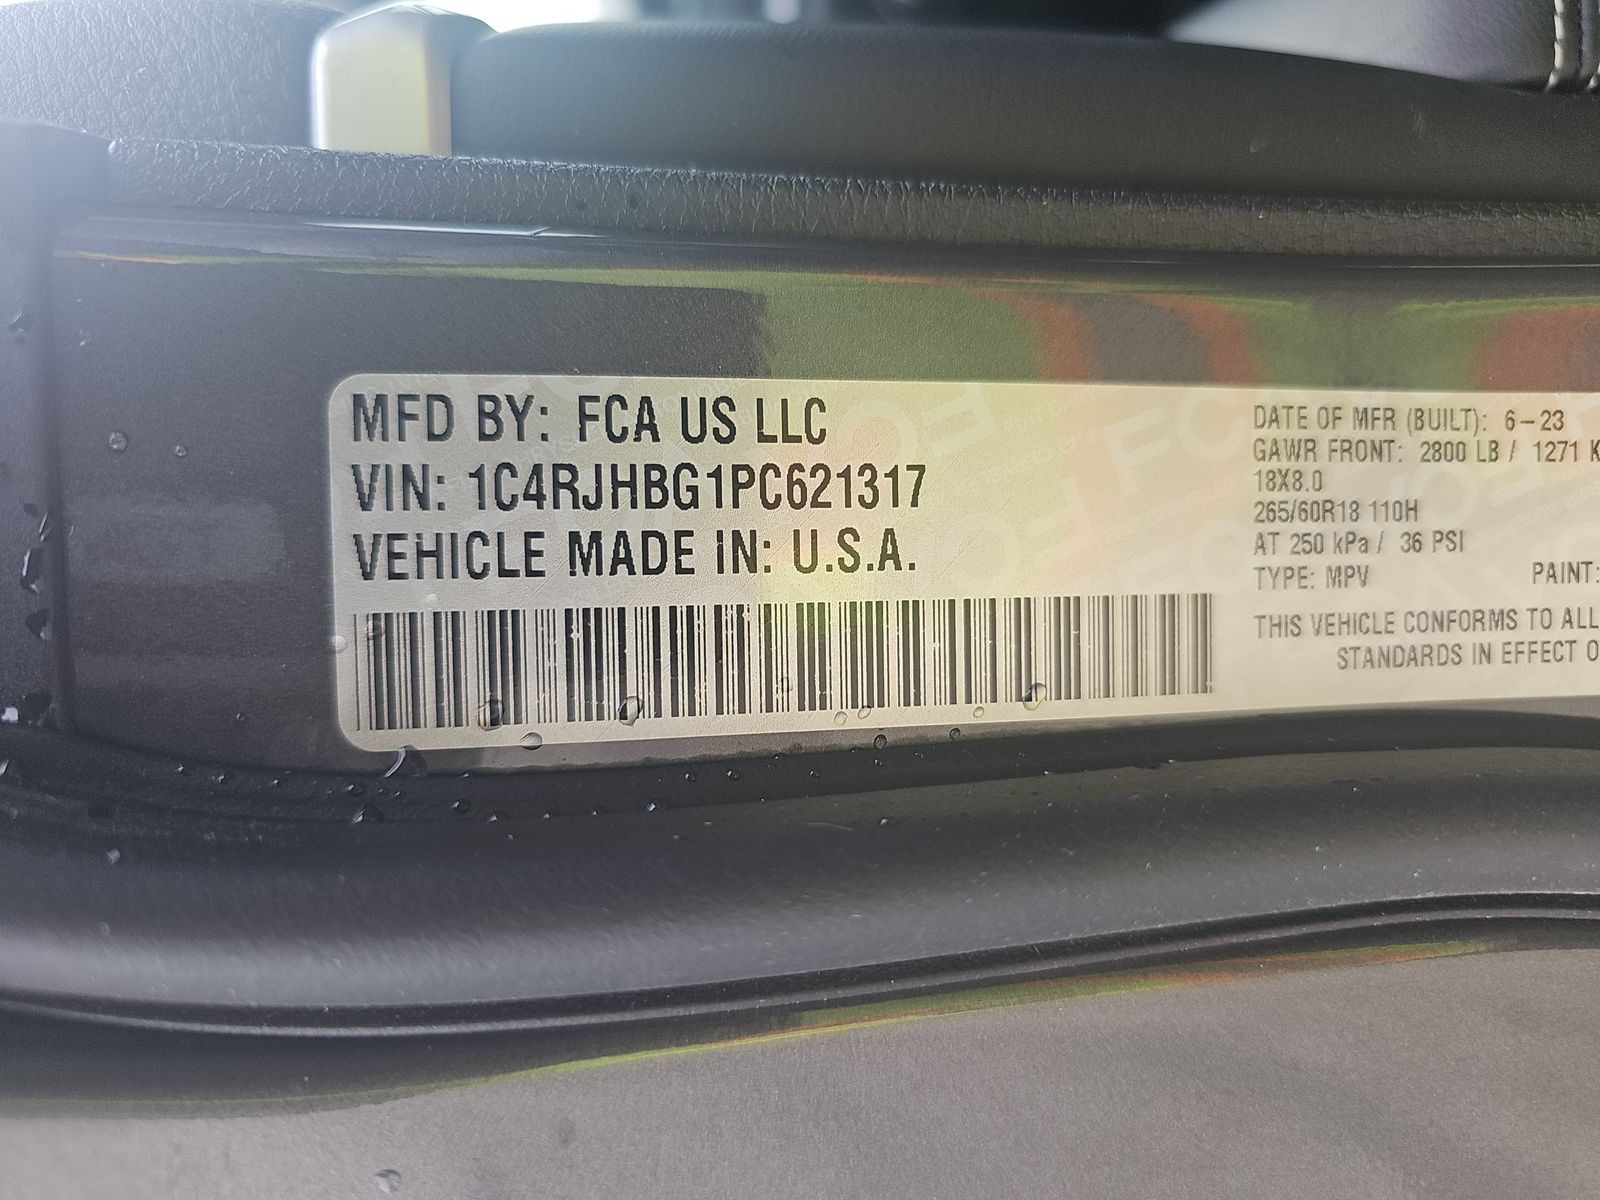 MFD BY: FCA US LLC
VIN: 1C4RJHBG1PC621317
VEHICLE MADE IN: U.S.A.
DATE OF MFR (BUILT): 6-23
GAWR FRONT: 2800 LB / 1271 K
18X8.0
265/60R18 110H
AT 250 kPa / 36 PSI
TYPE: MPV PAINT:
THIS VEHICLE CONFORMS TO ALL
STANDARDS IN EFFECT O